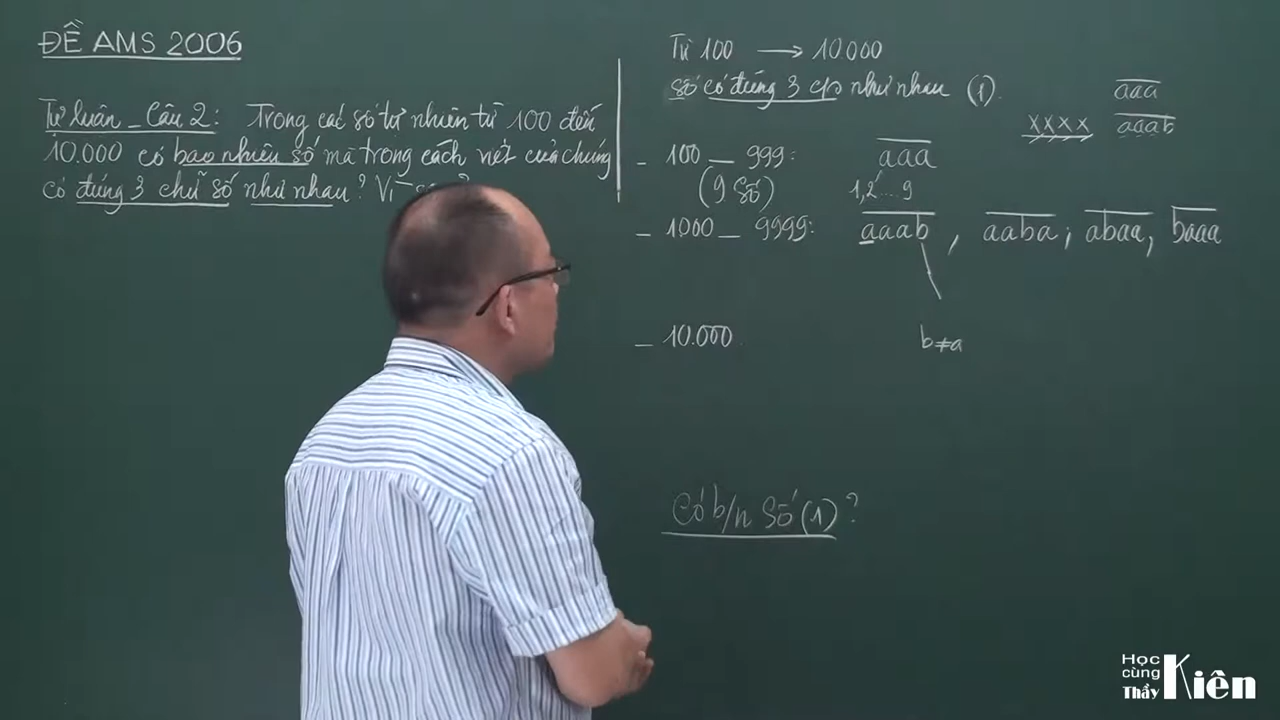 ĐỀ AMS 2006
Tự luận - Câu 2: Trong các số tự nhiên từ 100 đến
10.000 có bao nhiêu số mà trong cách viết của chúng
có đúng 3 chữ số như nhau? Vì
Từ 100 → 10.000
số có đúng 3 c/s như nhau (1).
aaa
xxxx
aaab
- 100 - 999: aaa
(9 số) 1,2...9
- 1000 - 9999: aaab, aaba; abaa, baaa
- 10.000
b≠a
Có b/n số (1)?
Học
cùng
Thầy Kiên